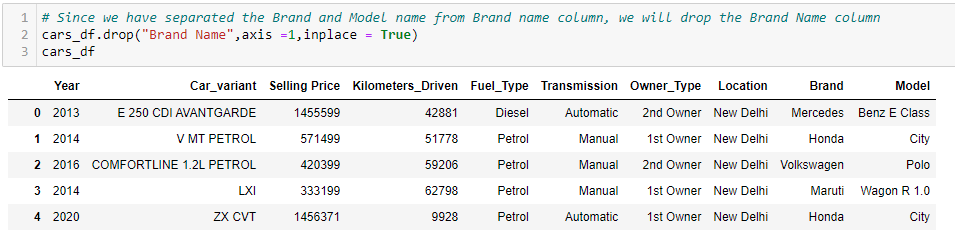 1 # Since we have separated the Brand and Model name from Brand name column, we will drop the Brand Name column
2 cars_df.drop("Brand Name",axis =1,inplace = True)
3 cars_df
Year Car_variant Selling Price Kilometers_Driven Fuel_Type Transmission Owner_Type Location Brand Model
0 2013 E 250 CDI AVANTGARDE 1455599 42881 Diesel Automatic 2nd Owner New Delhi Mercedes Benz E Class
1 2014 V MT PETROL 571499 51778 Petrol Manual 1st Owner New Delhi Honda City
2 2016 COMFORTLINE 1.2L PETROL 420399 59206 Petrol Manual 2nd Owner New Delhi Volkswagen Polo
3 2014 LXI 333199 62798 Petrol Manual 1st Owner New Delhi Maruti Wagon R 1.0
4 2020 ZX CVT 1456371 9928 Petrol Automatic 1st Owner New Delhi Honda City